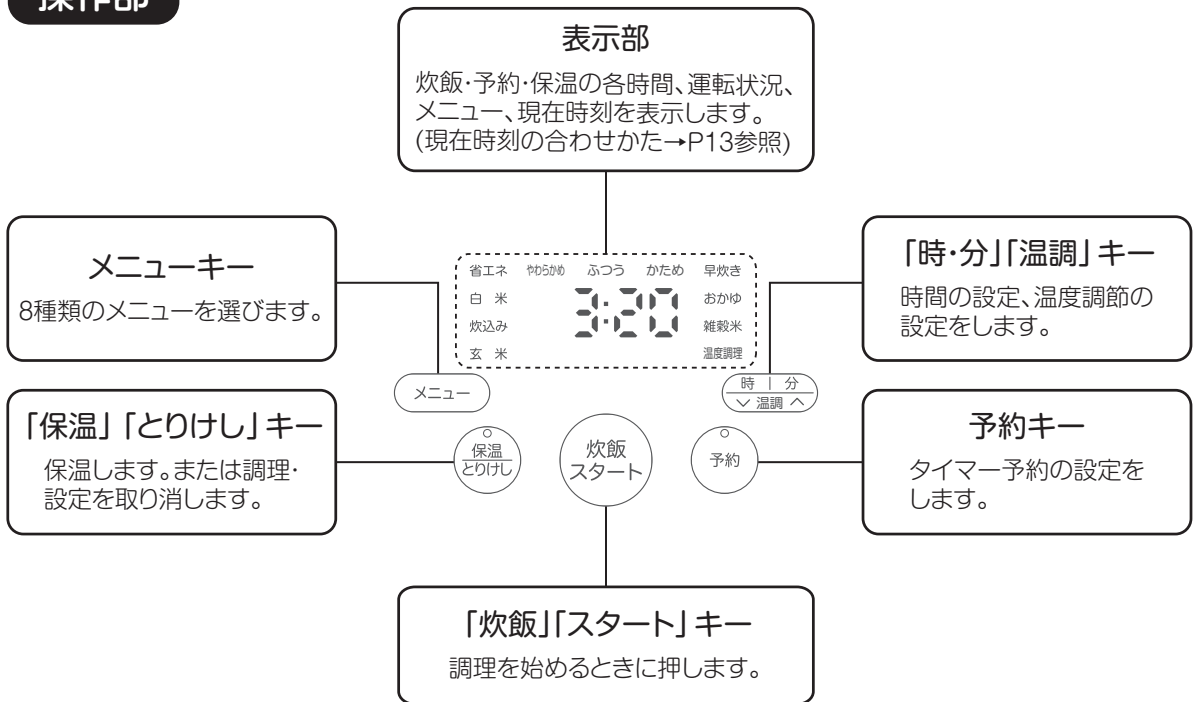 操作部
表示部
炊飯・予約・保温の各時間、運転状況、
メニュー、現在時刻を表示します。
(現在時刻の合わせかた→P13参照)
メニューキー
8種類のメニューを選びます。
「時・分」「温調」キー
時間の設定、温度調節の
設定をします。
省エネ やわらかめ ふつう かため 早炊き
白 米 3:20 おかゆ
炊込み 雑穀米
玄 米 温度調理
メニュー
時 | 分
∨ 温調 ∧
「保温」「とりけし」キー
保温します。または調理・
設定を取り消します。
保温
とりけし
炊飯
スタート
予約
予約キー
タイマー予約の設定を
します。
「炊飯」「スタート」キー
調理を始めるときに押します。